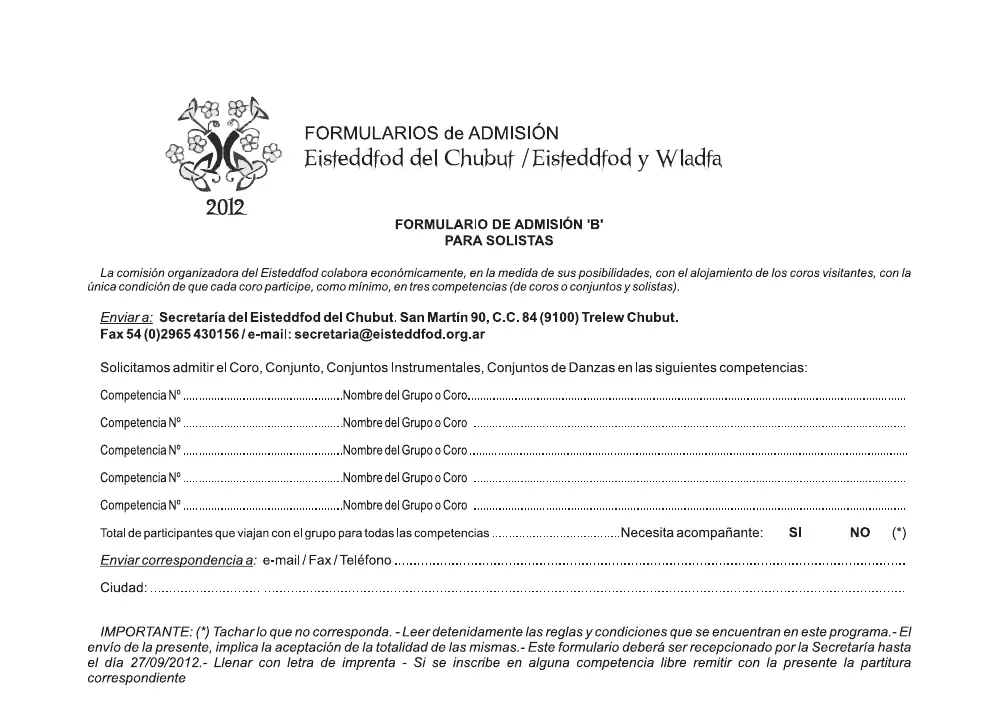 FORMULARIOS de ADMISIÓN
Eisteddfod del Chubut / Eisteddfod y Wladfa
2012
FORMULARIO DE ADMISIÓN 'B'
PARA SOLISTAS
La comisión organizadora del Eisteddfod colabora económicamente, en la medida de sus posibilidades, con el alojamiento de los coros visitantes, con la
única condición de que cada coro participe, como mínimo, en tres competencias (de coros o conjuntos y solistas).
Enviar a: Secretaría del Eisteddfod del Chubut. San Martín 90, C.C. 84 (9100) Trelew Chubut.
Fax 54 (0)2965 430156 / e-mail: secretaria@eisteddfod.org.ar
Solicitamos admitir el Coro, Conjunto, Conjuntos Instrumentales, Conjuntos de Danzas en las siguientes competencias:
Competencia Nº ....................................................Nombre del Grupo o Coro....................................................
Competencia Nº ....................................................Nombre del Grupo o Coro ....................................................
Competencia Nº ....................................................Nombre del Grupo o Coro ....................................................
Competencia Nº ....................................................Nombre del Grupo o Coro ....................................................
Competencia Nº ....................................................Nombre del Grupo o Coro ....................................................
Total de participantes que viajan con el grupo para todas las competencias ....................................Necesita acompañante: SI NO (*)
Enviar correspondencia a: e-mail / Fax / Teléfono ....................................................
Ciudad: ....................................................
IMPORTANTE: (*) Tachar lo que no corresponda. - Leer detenidamente las reglas y condiciones que se encuentran en este programa.- El
envío de la presente, implica la aceptación de la totalidad de las mismas.- Este formulario deberá ser recepcionado por la Secretaría hasta
el día 27/09/2012.- Llenar con letra de imprenta - Si se inscribe en alguna competencia libre remitir con la presente la partitura
correspondiente